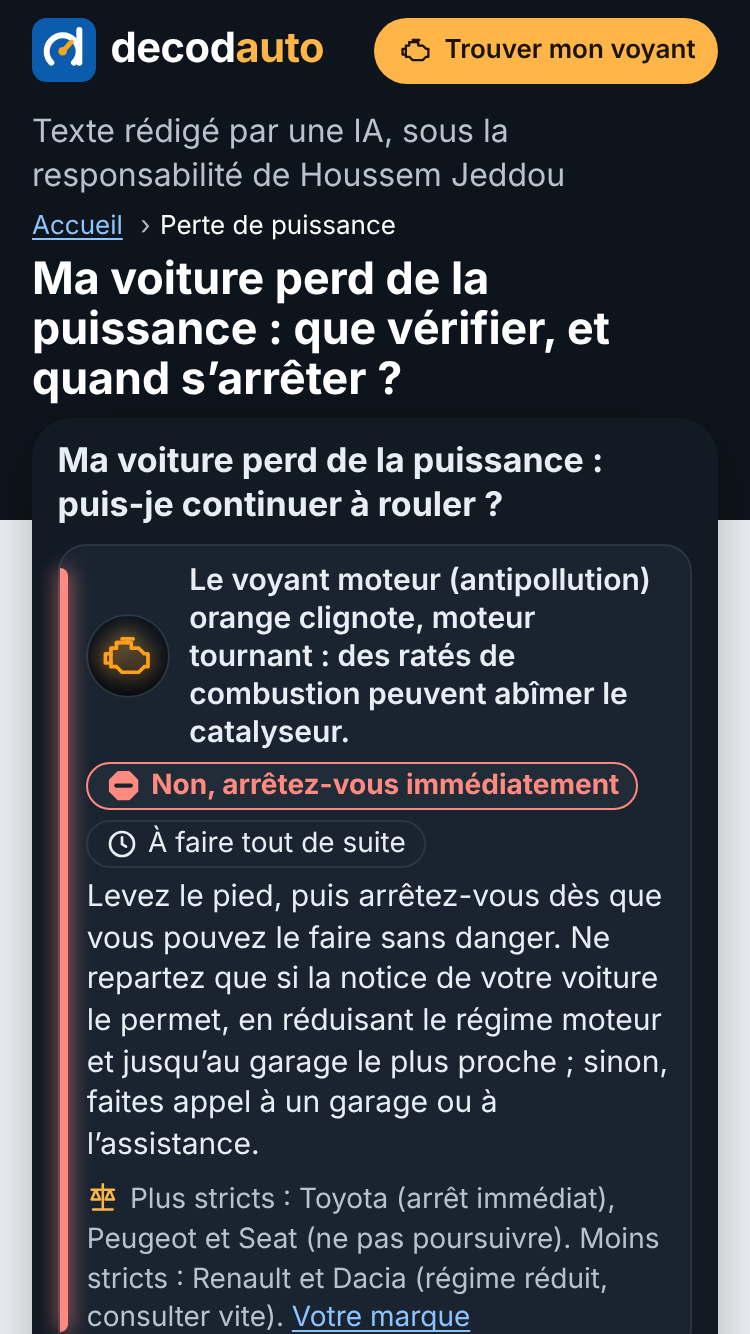 decodauto
Trouver mon voyant
Texte rédigé par une IA, sous la
responsabilité de Houssem Jeddou
Accueil › Perte de puissance
Ma voiture perd de la
puissance : que vérifier, et
quand s’arrêter ?
Ma voiture perd de la puissance :
puis-je continuer à rouler ?
Le voyant moteur (antipollution)
orange clignote, moteur
tournant : des ratés de
combustion peuvent abîmer le
catalyseur.
Non, arrêtez-vous immédiatement
À faire tout de suite
Levez le pied, puis arrêtez-vous dès que
vous pouvez le faire sans danger. Ne
repartez que si la notice de votre voiture
le permet, en réduisant le régime moteur
et jusqu’au garage le plus proche ; sinon,
faites appel à un garage ou à
l’assistance.
Plus stricts : Toyota (arrêt immédiat),
Peugeot et Seat (ne pas poursuivre). Moins
stricts : Renault et Dacia (régime réduit,
consulter vite). Votre marque